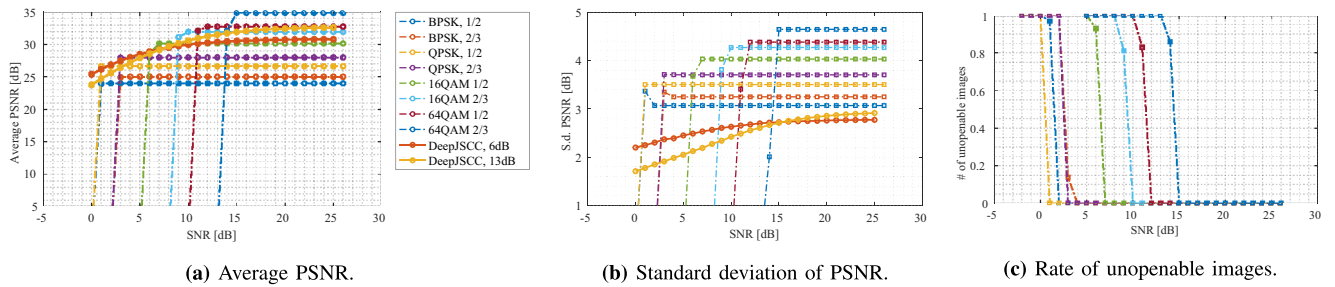 Average PSNR [dB]
35
30
25
20
15
10
5
-5
0
5
10
15
20
25
30
SNR [dB]
BPSK, 1/2
BPSK, 2/3
QPSK, 1/2
QPSK, 2/3
16QAM 1/2
16QAM 2/3
64QAM 1/2
64QAM 2/3
DeepJSCC, 6dB
DeepJSCC, 13dB
(a) Average PSNR.
S.d. PSNR [dB]
5
4
3
2
1
-5
0
5
10
15
20
25
30
SNR [dB]
(b) Standard deviation of PSNR.
# of unopenable images
1
0.8
0.6
0.4
0.2
0
-5
0
5
10
15
20
25
30
SNR [dB]
(c) Rate of unopenable images.